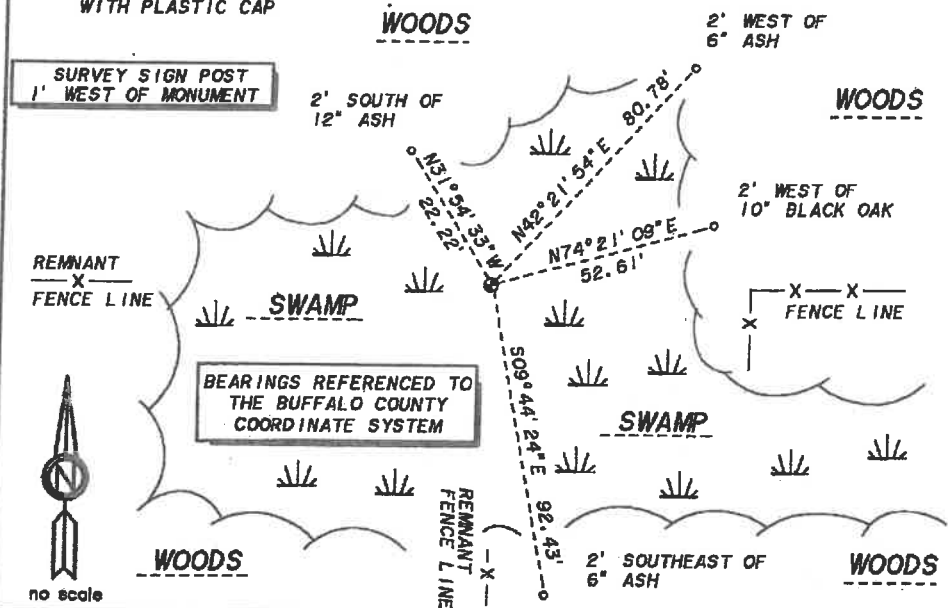 WITH PLASTIC CAP
WOODS
2' WEST OF
6" ASH
SURVEY SIGN POST
1' WEST OF MONUMENT
2' SOUTH OF
12" ASH
80.78'
WOODS
N42°21'54"E
N31°54'33"W
22.22'
2' WEST OF
10" BLACK OAK
N74°21'09"E
52.61'
REMNANT
X
FENCE LINE
SWAMP
X X
FENCE LINE
X
BEARINGS REFERENCED TO
THE BUFFALO COUNTY
COORDINATE SYSTEM
S09°44'24"E 92.43'
SWAMP
N
REMNANT
FENCE LINE
X
WOODS
2' SOUTHEAST OF
6" ASH
WOODS
no scale